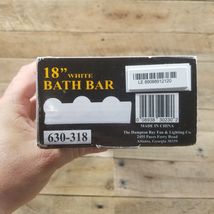 18" WHITE
BATH BAR
630-318
MADE IN CHINA
The Hampton Bay Fan & Lighting Co.
2455 Paces Ferry Road
Atlanta, Georgia 30339